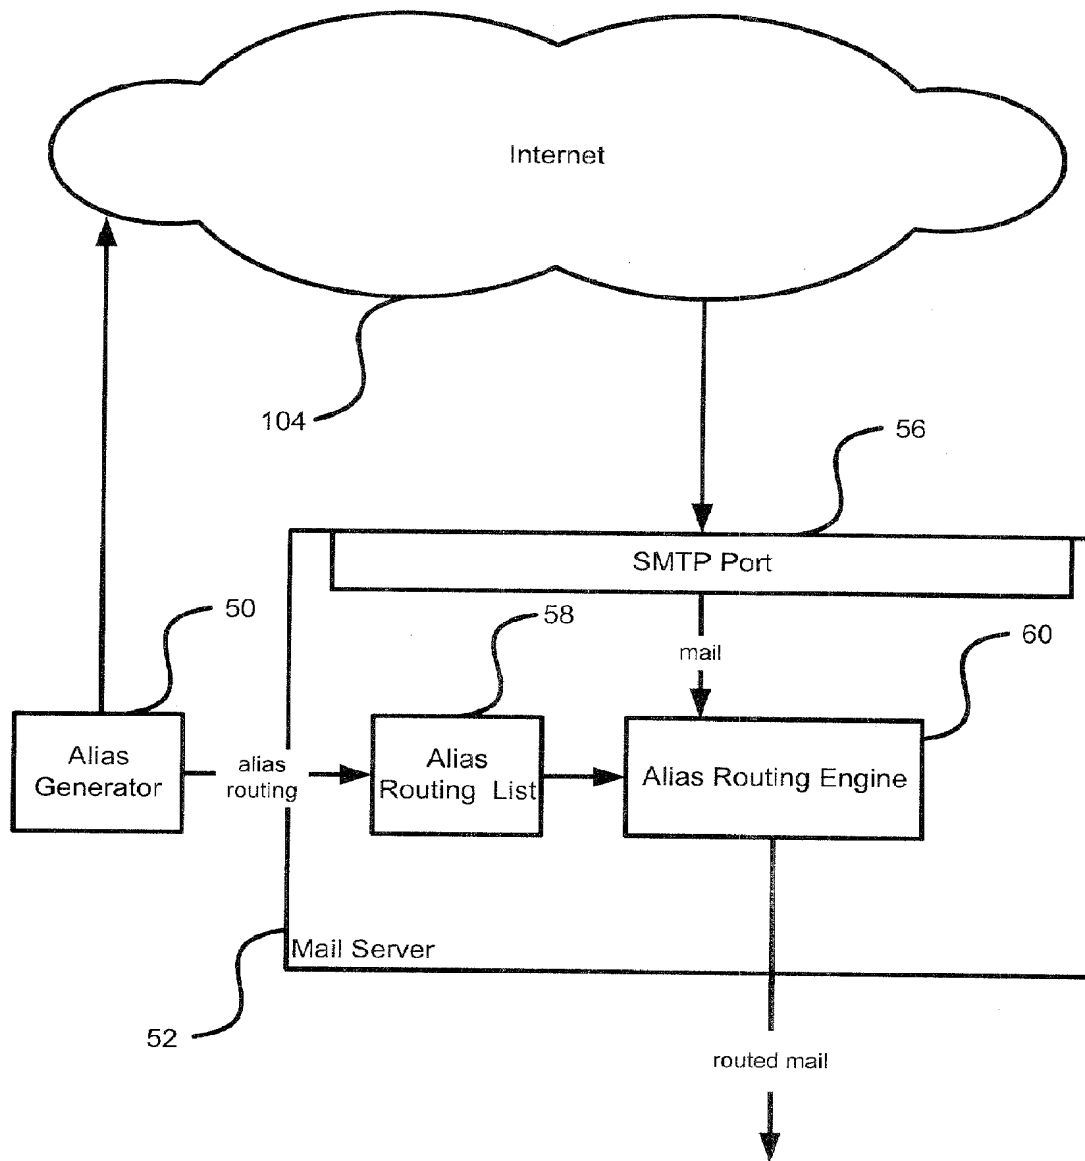 Internet
104
56
SMTP Port
50
58
60
mail
Alias
Generator
alias
routing
Alias
Routing List
Alias Routing Engine
Mail Server
52
routed mail